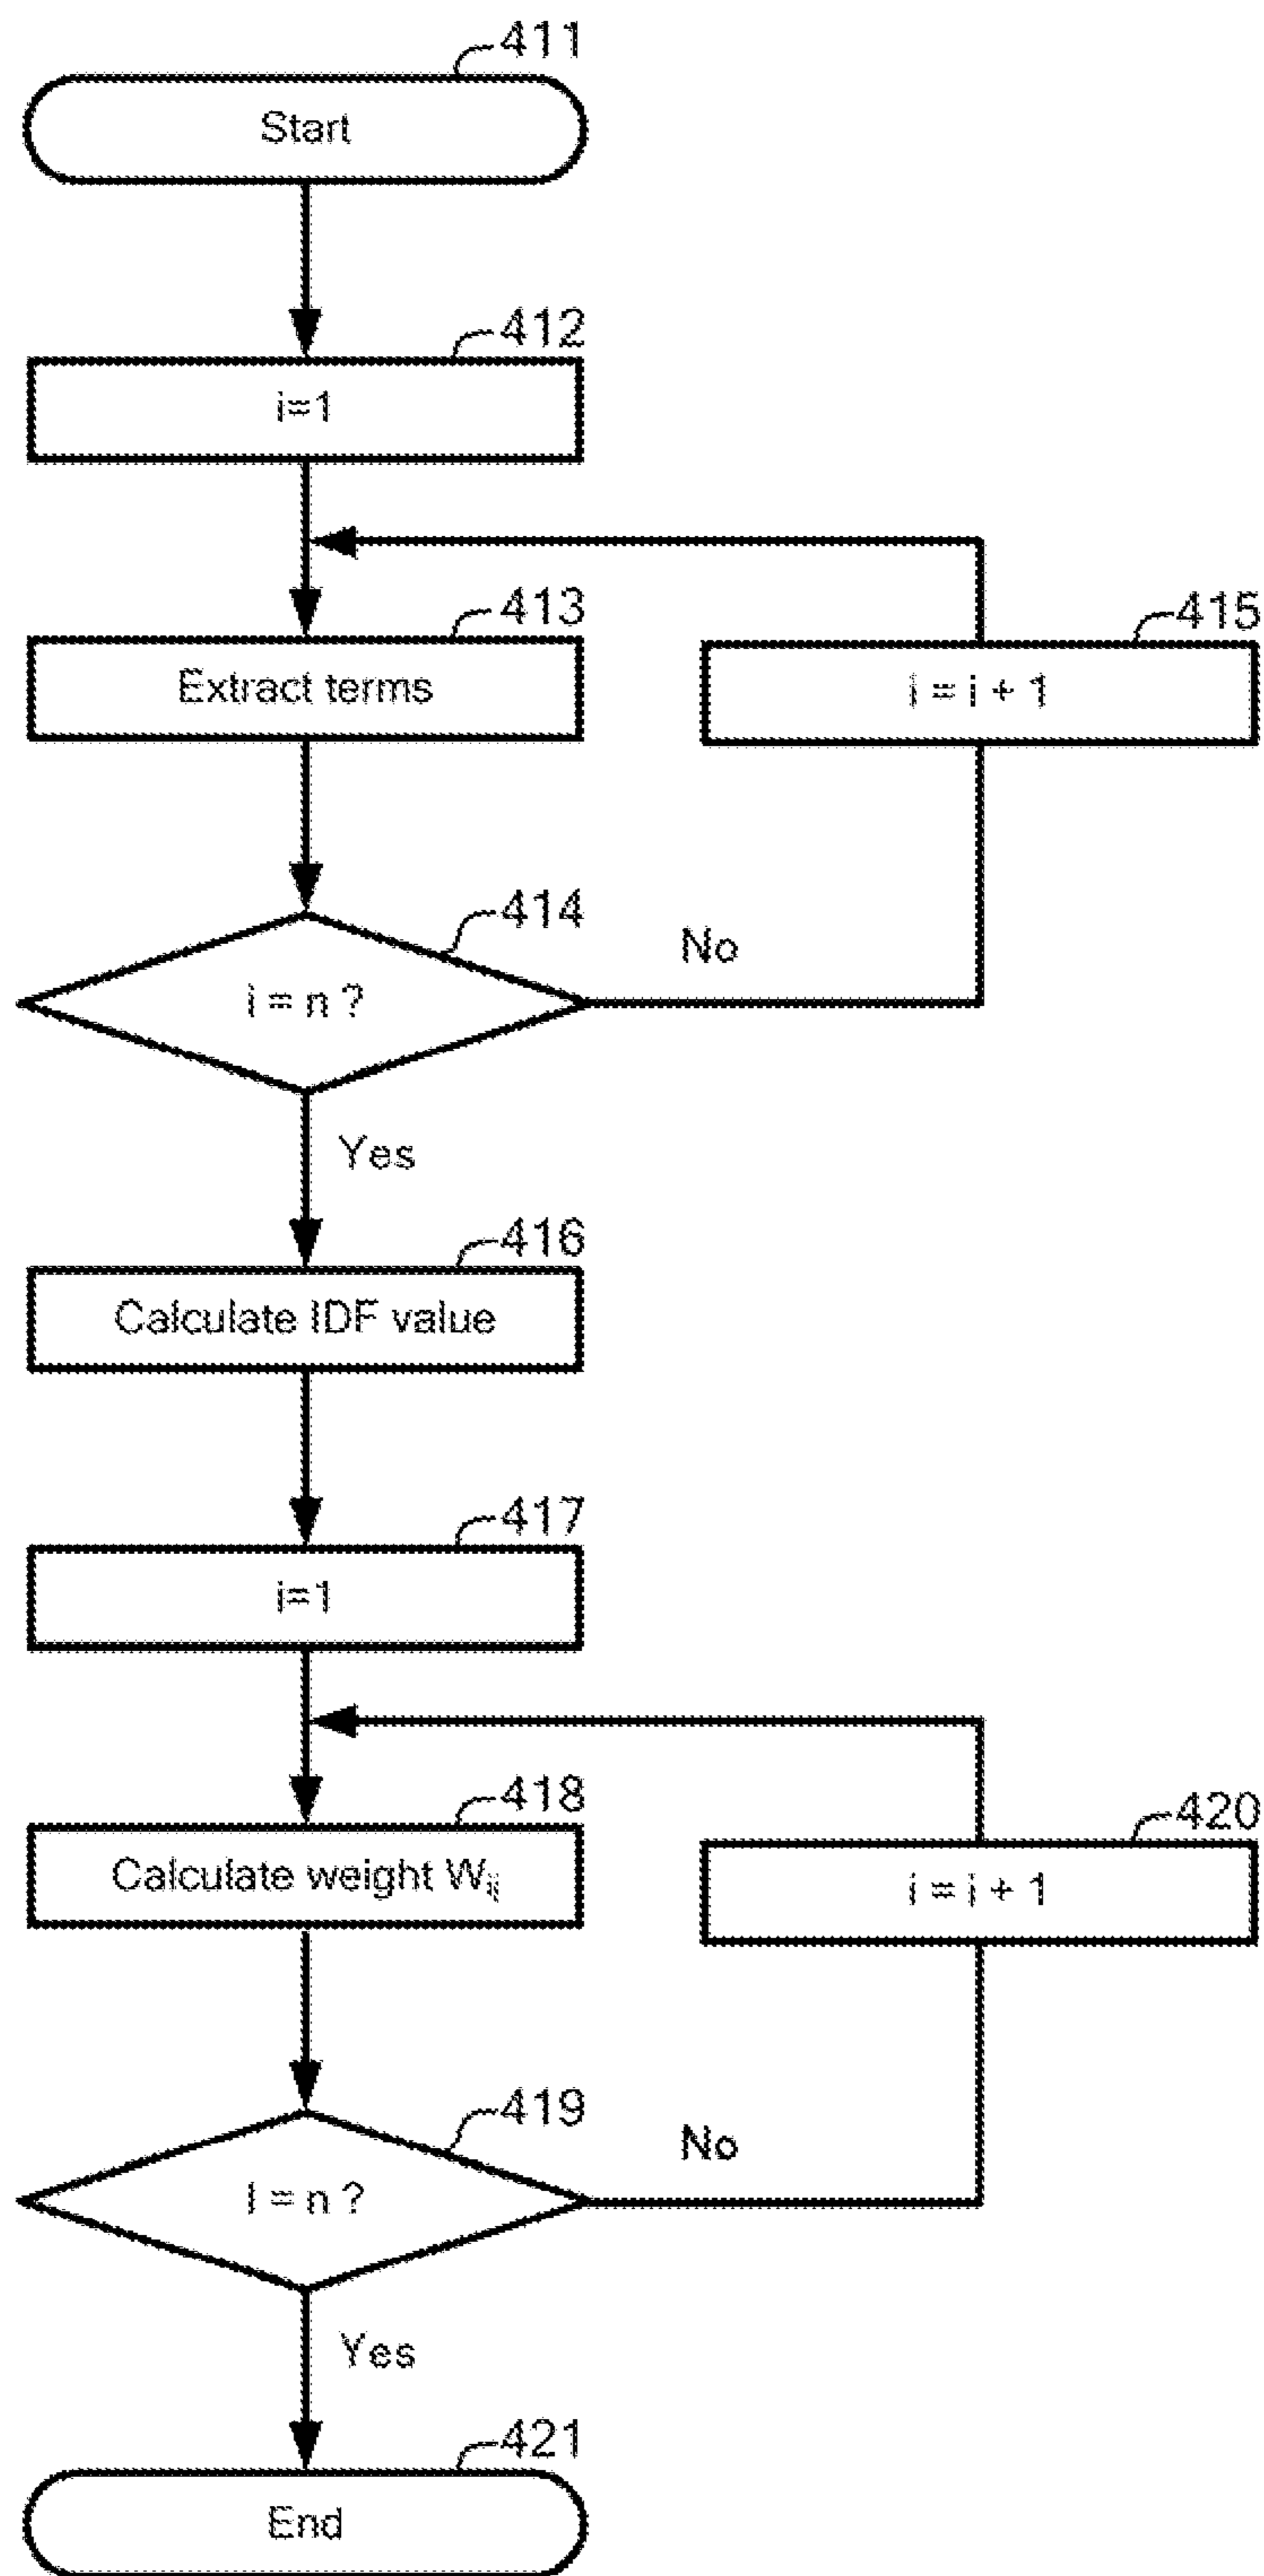 411
Start
412
i=1
413
Extract terms
415
i = i + 1
414
i = n ?
No
Yes
416
Calculate IDF value
417
i=1
418
Calculate weight Wij
420
i = i + 1
419
i = n ?
No
Yes
421
End